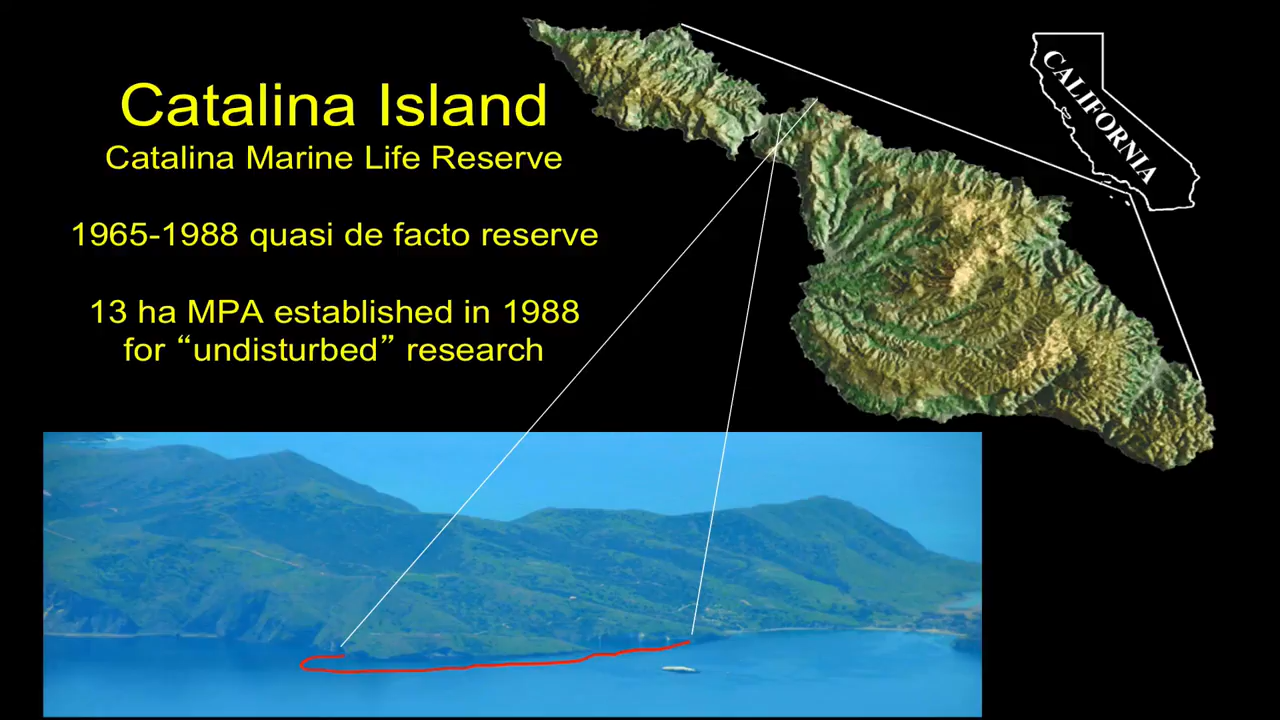 Catalina Island
Catalina Marine Life Reserve
1965-1988 quasi de facto reserve
13 ha MPA established in 1988
for “undisturbed” research
CALIFORNIA